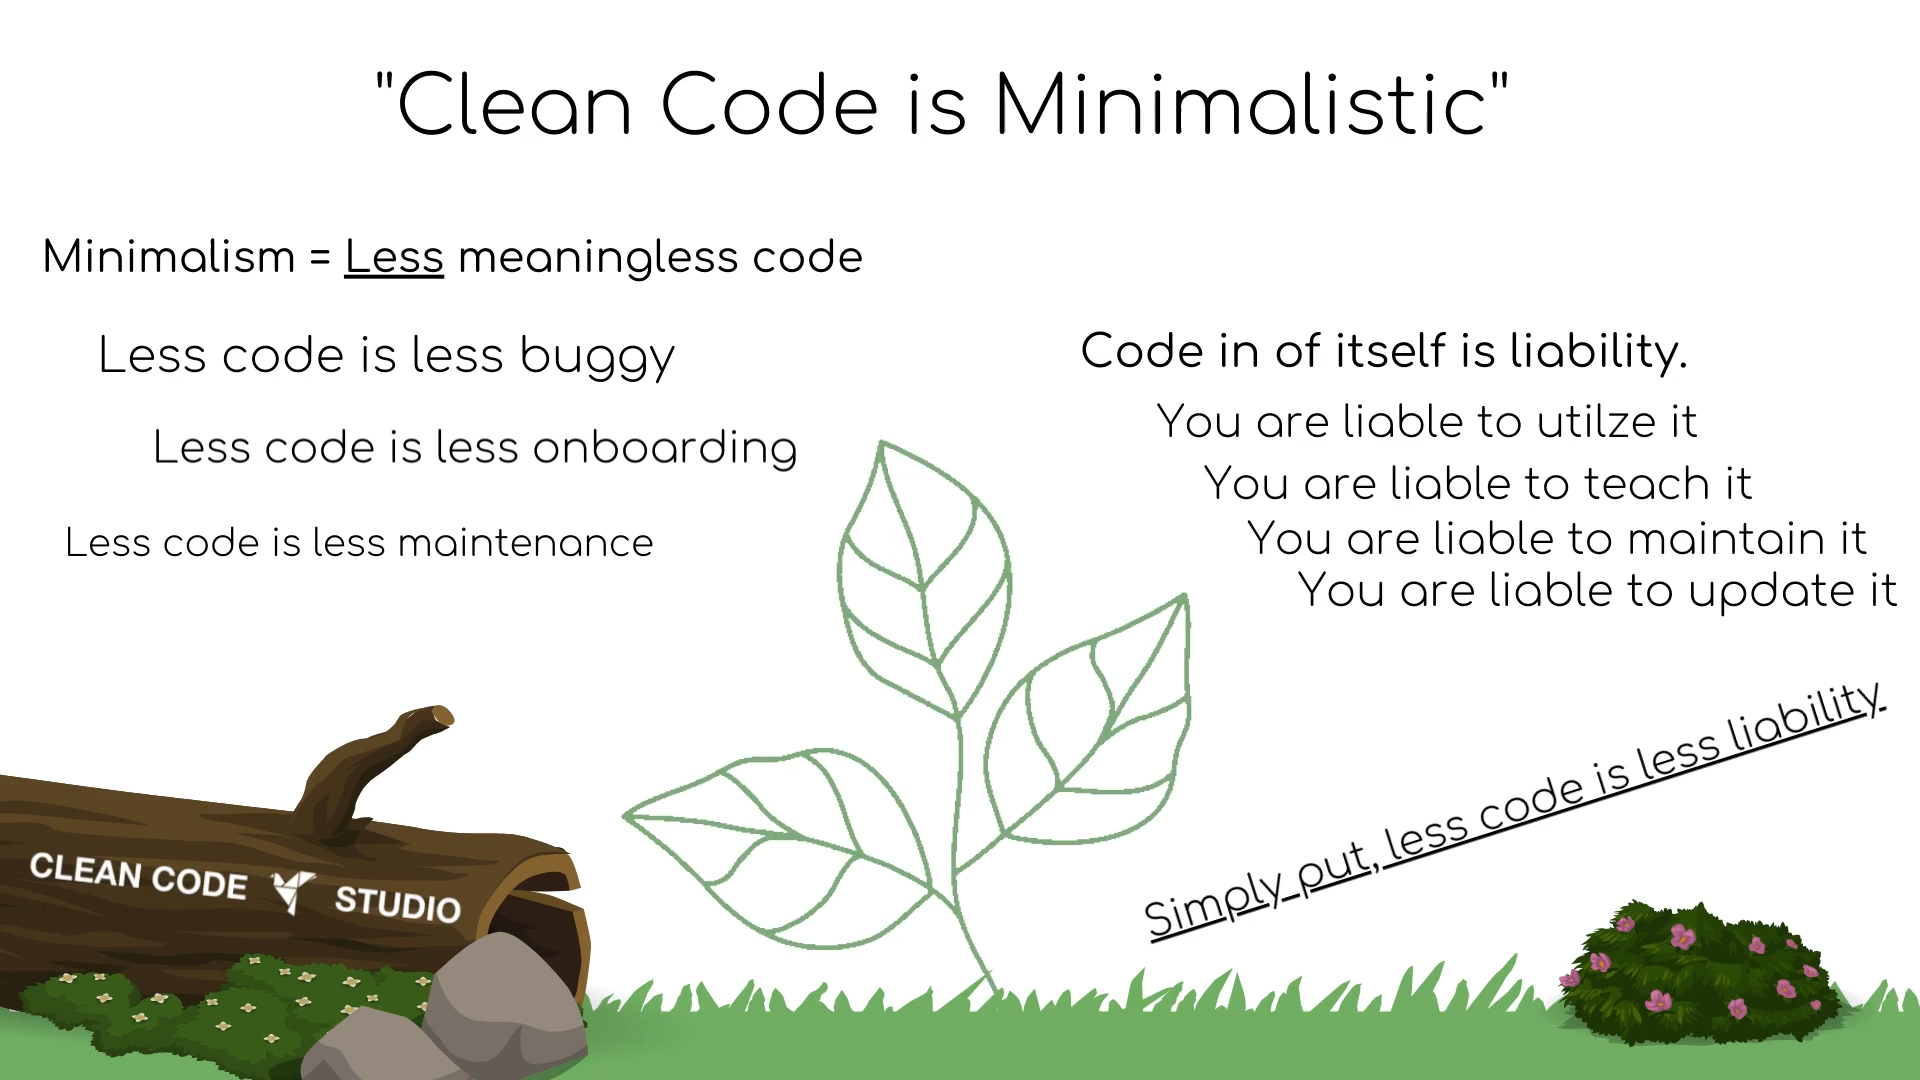 "Clean Code is Minimalistic"
Minimalism = Less meaningless code
Less code is less buggy
Less code is less onboarding
Less code is less maintenance
Code in of itself is liability.
You are liable to utilze it
You are liable to teach it
You are liable to maintain it
You are liable to update it
Simply put, less code is less liability.
CLEAN CODE STUDIO